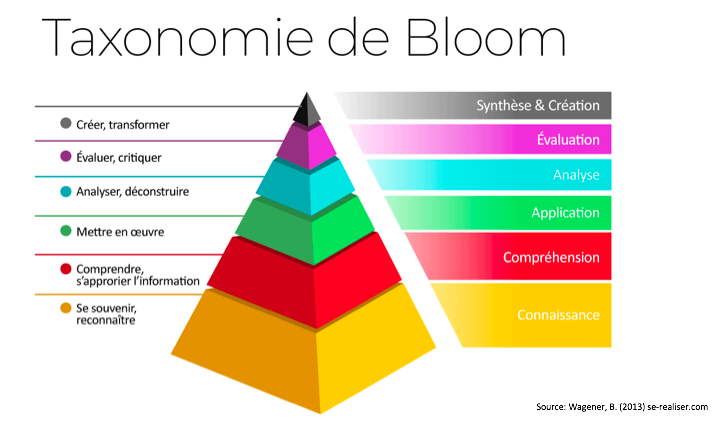 Taxonomie de Bloom
Créer, transformer
Évaluer, critiquer
Analyser, déconstruire
Mettre en œuvre
Comprendre,
s'approrier l'information
Se souvenir,
reconnaître
Synthèse & Création
Évaluation
Analyse
Application
Compréhension
Connaissance
Source: Wagener, B. (2013) se-realiser.com